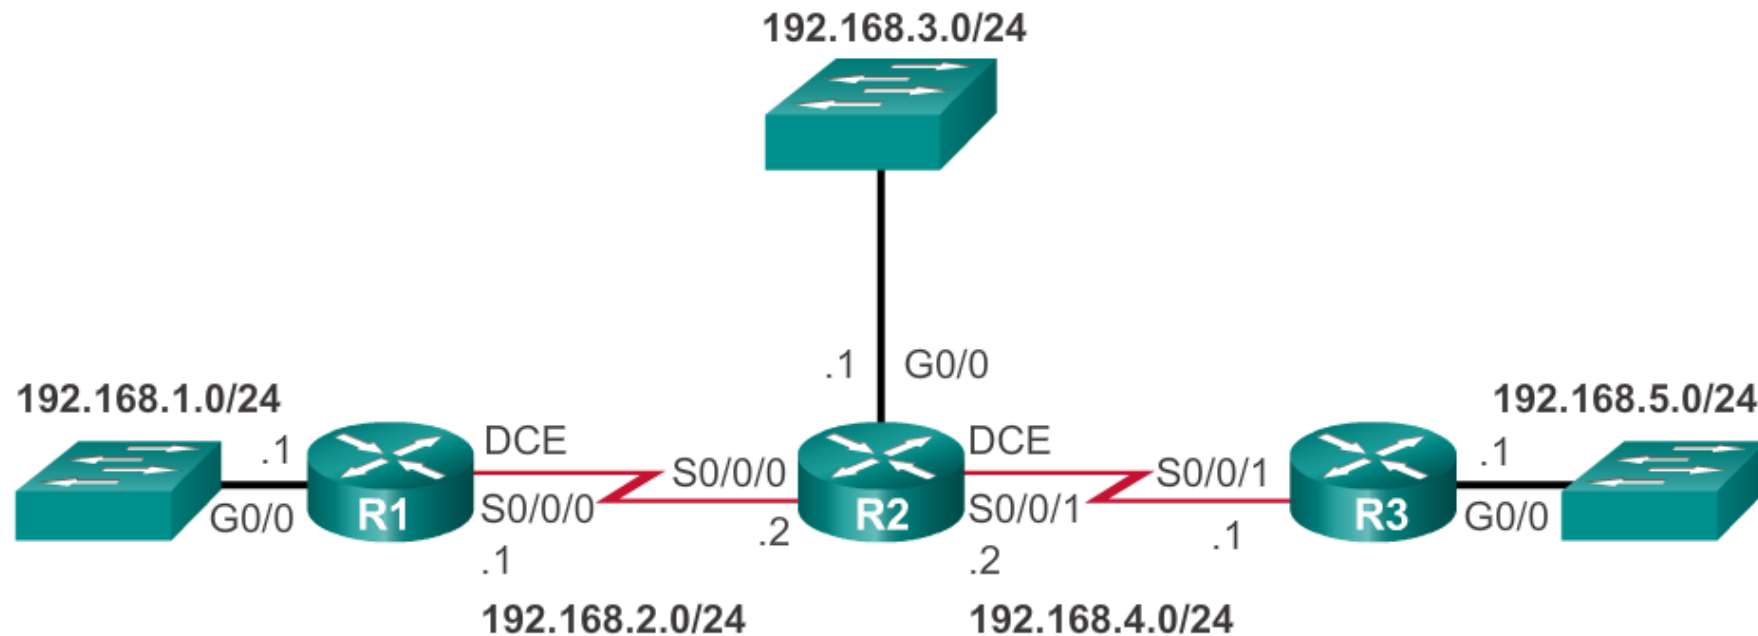 192.168.3.0/24
.1 G0/0
192.168.1.0/24
192.168.5.0/24
.1
DCE
DCE
.1
S0/0/0
S0/0/1
G0/0
R1
S0/0/0
R2
S0/0/1
R3
G0/0
.1
.2
.2
.1
192.168.2.0/24
192.168.4.0/24